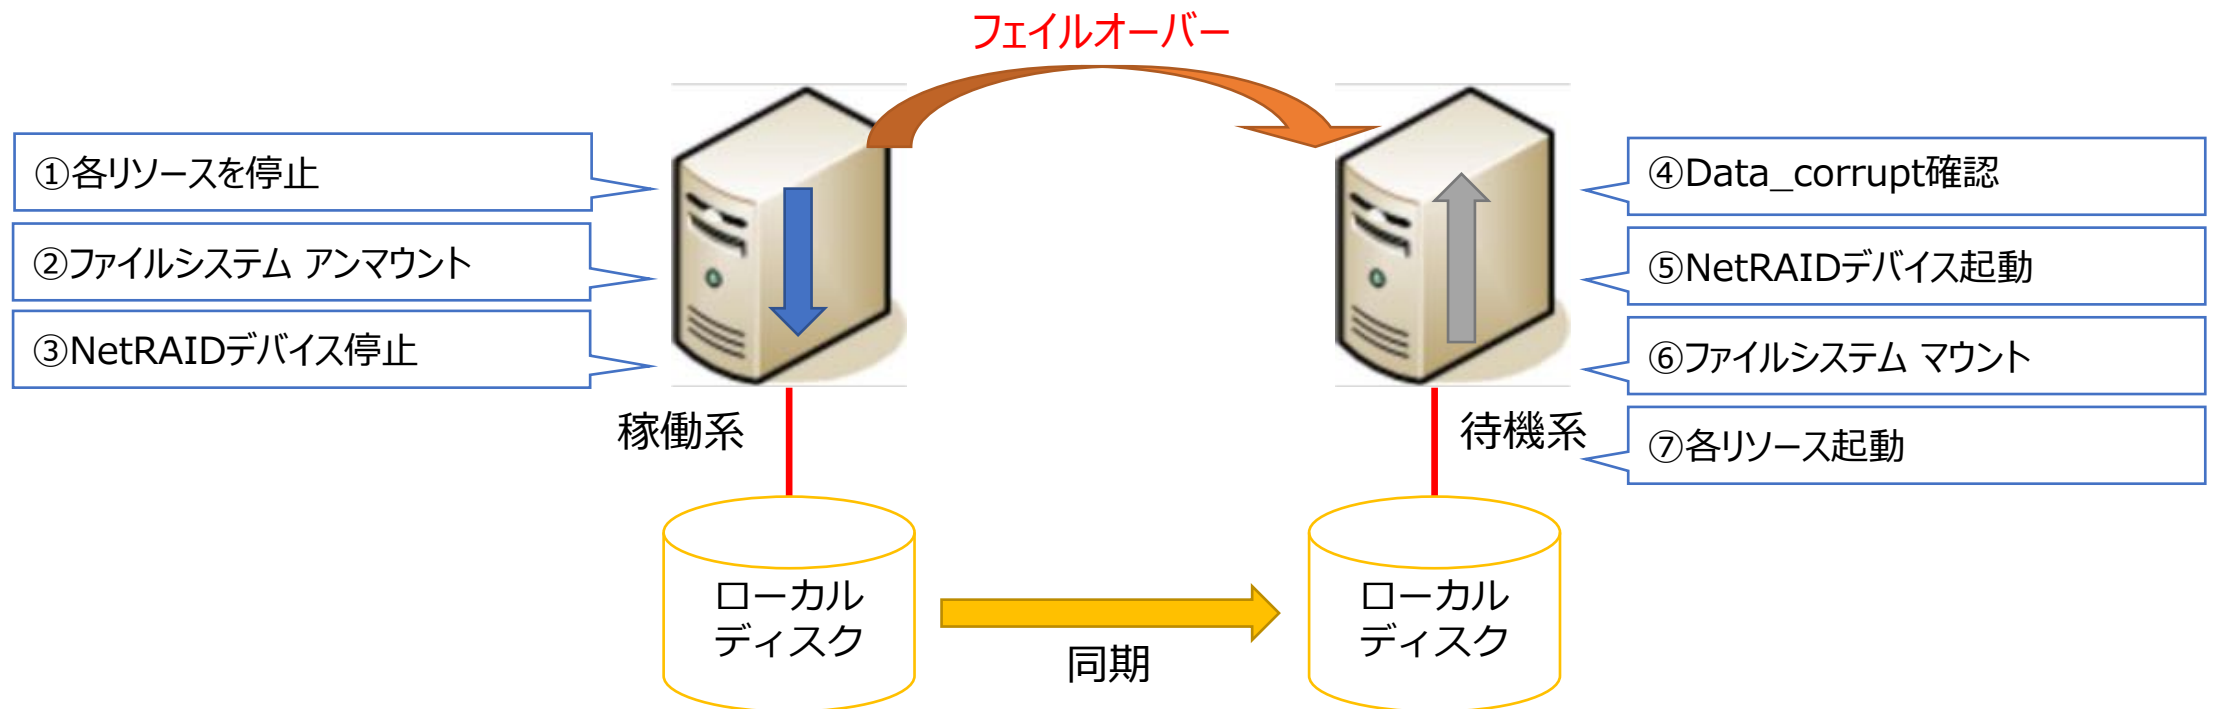 フェイルオーバー
①各リソースを停止
②ファイルシステム アンマウント
③NetRAIDデバイス停止
④Data_corrupt確認
⑤NetRAIDデバイス起動
⑥ファイルシステム マウント
⑦各リソース起動
稼働系
待機系
ローカル
ディスク
同期
ローカル
ディスク